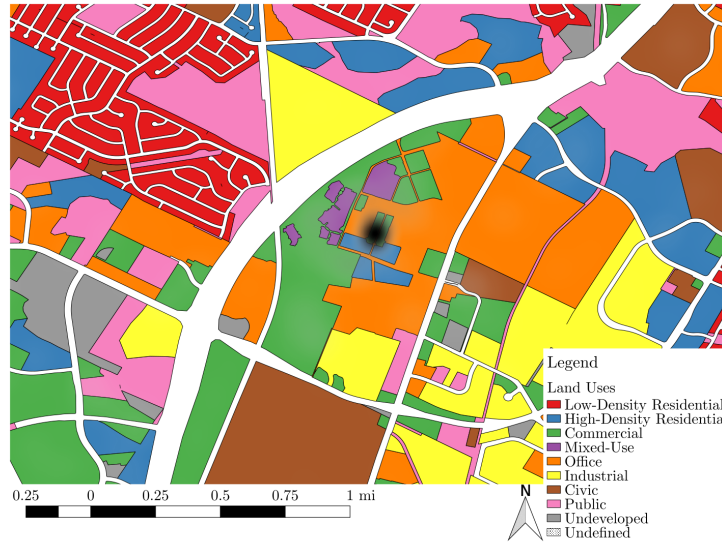 Legend
Land Uses
Low-Density Residential
High-Density Residentia
Commercial
Mixed-Use
Office
Industrial
Civic
Public
Undeveloped
Undefined
N
0.25 0 0.25 0.5 0.75 1 mi